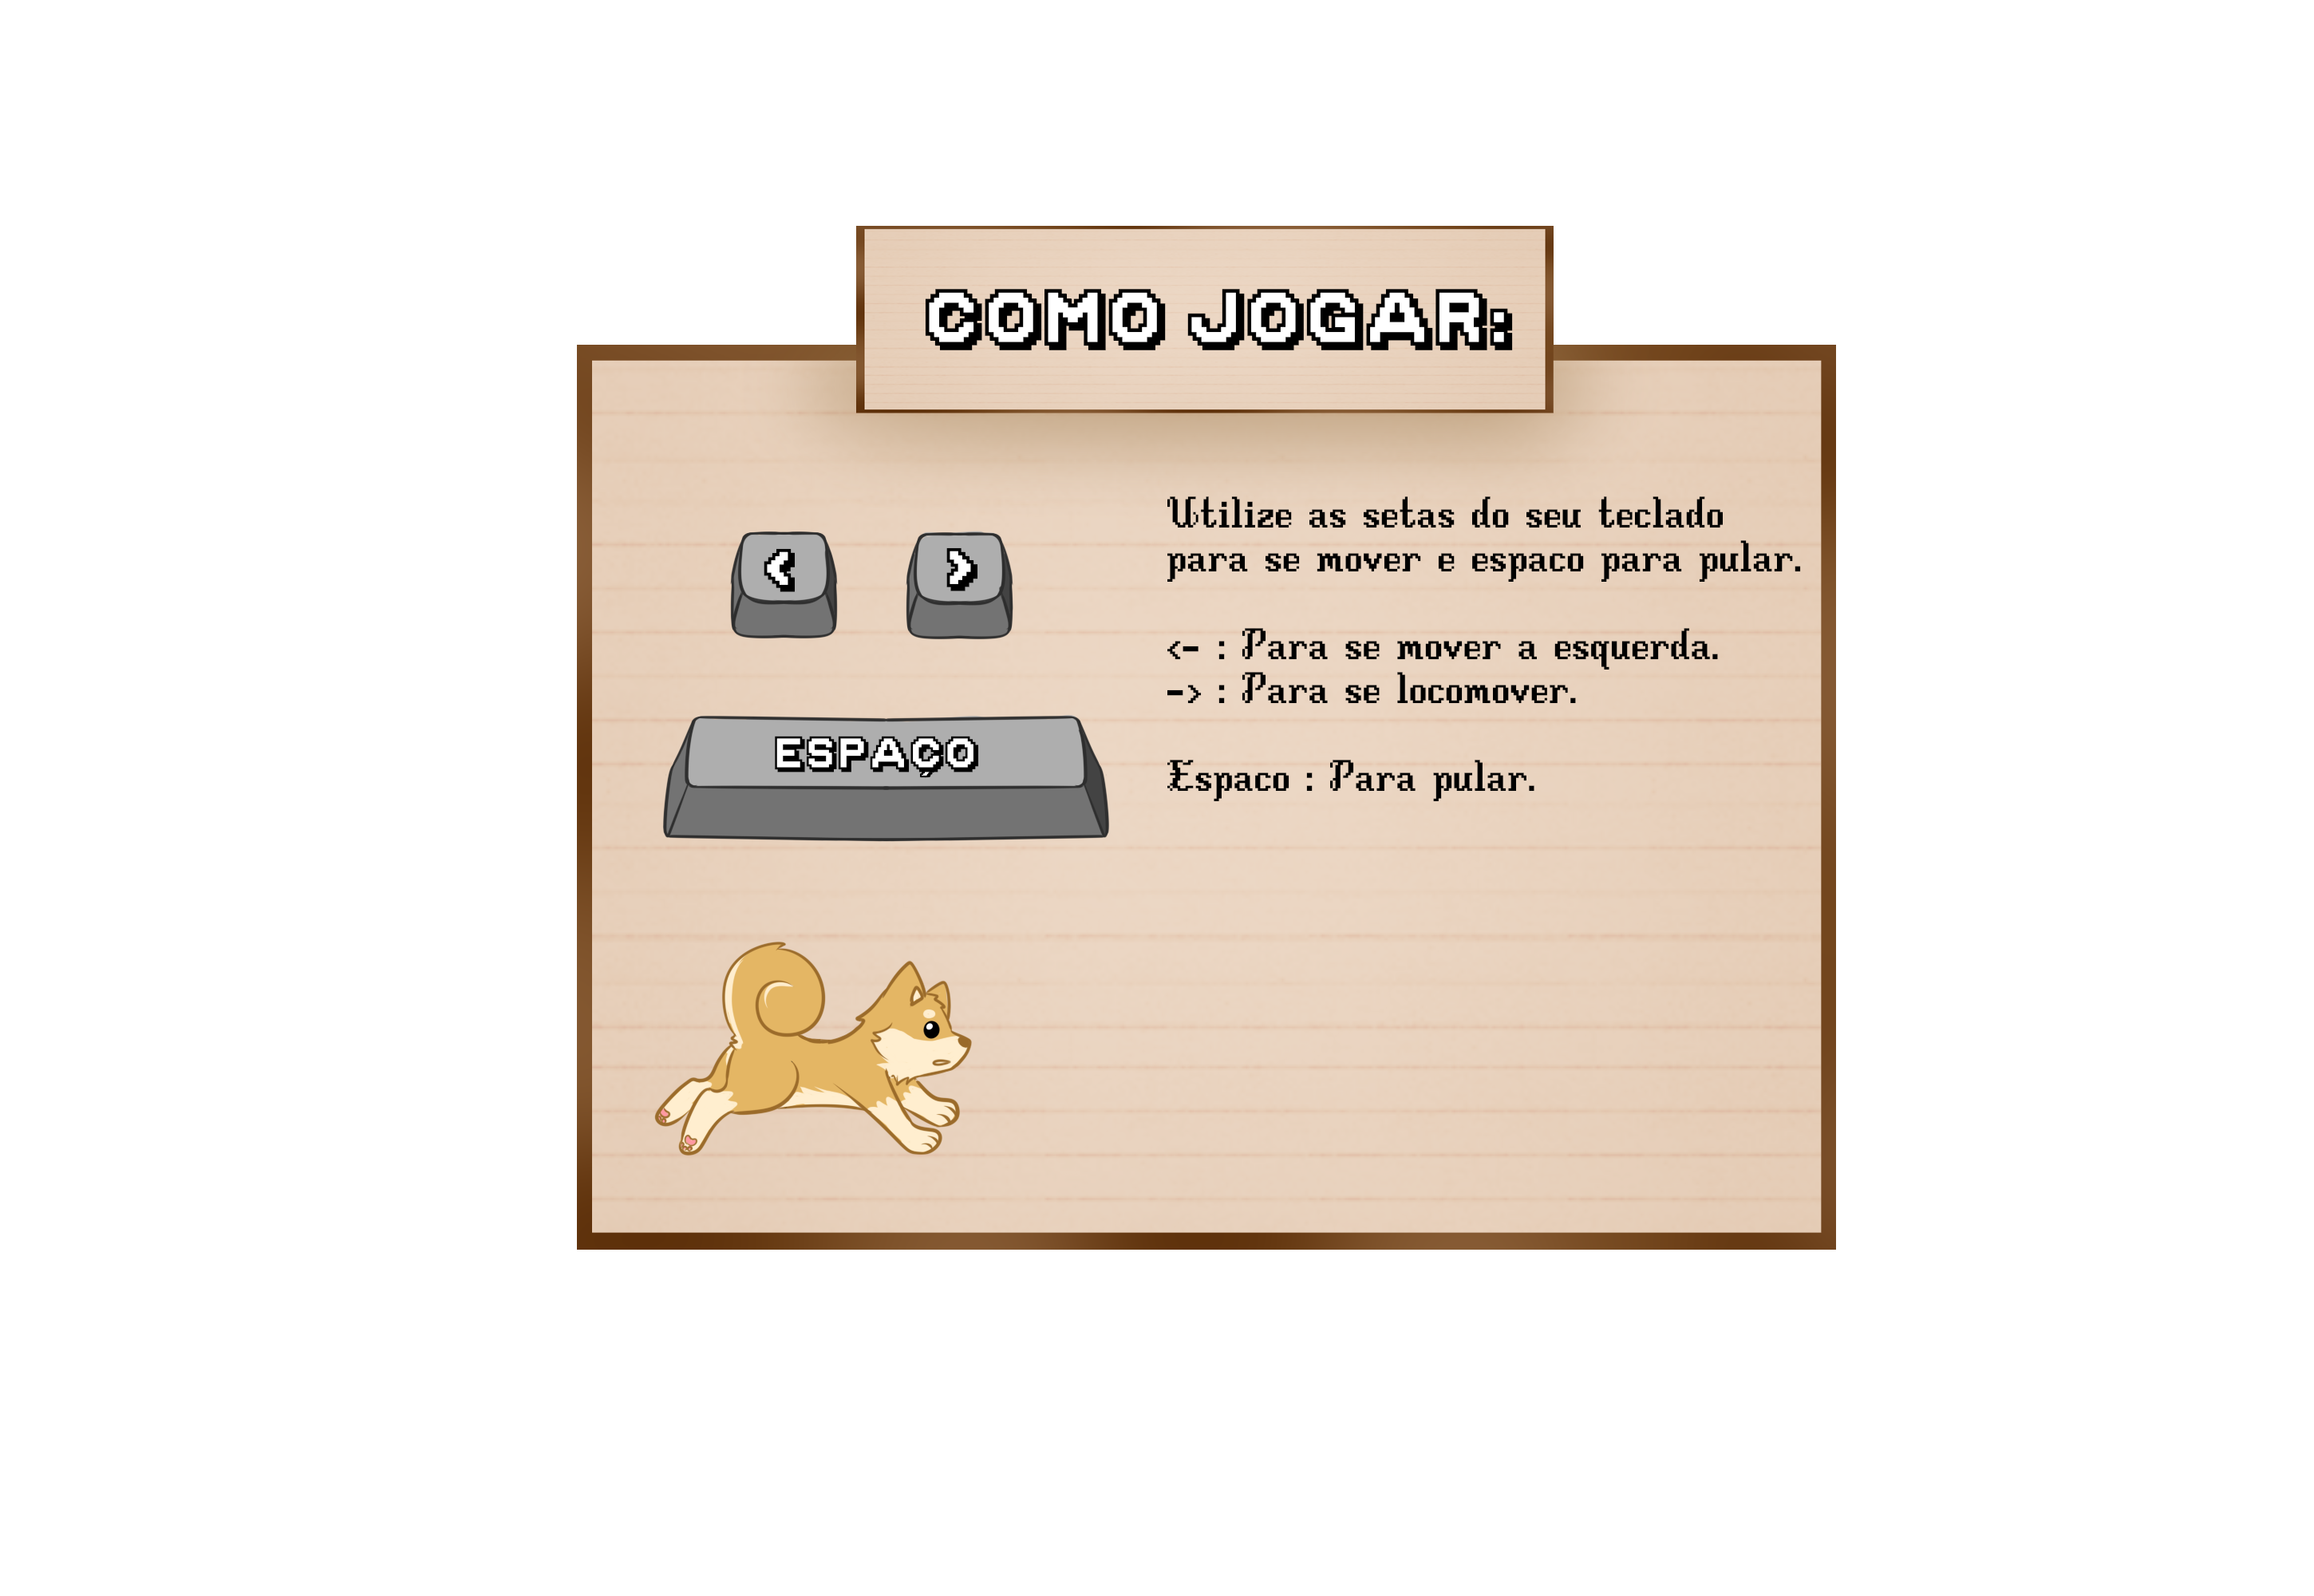 COMO JOGAR:
<
>
ESPAÇO
Utilize as setas do seu teclado
para se mover e espaco para pular.
<- : Para se mover a esquerda.
-> : Para se locomover.
Espaco : Para pular.